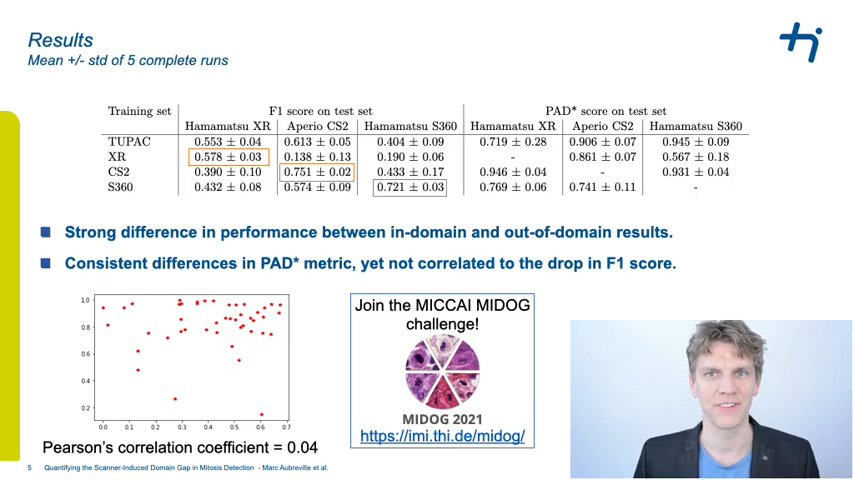 Results
Mean +/- std of 5 complete runs
Training set F1 score on test set PAD* score on test set
Hamamatsu XR Aperio CS2 Hamamatsu S360 Hamamatsu XR Aperio CS2 Hamamatsu S360
TUPAC 0.553 ± 0.04 0.613 ± 0.05 0.404 ± 0.09 0.719 ± 0.28 0.906 ± 0.07 0.945 ± 0.09
XR 0.578 ± 0.03 0.138 ± 0.13 0.190 ± 0.06 - 0.861 ± 0.07 0.567 ± 0.18
CS2 0.390 ± 0.10 0.751 ± 0.02 0.433 ± 0.17 0.946 ± 0.04 - 0.931 ± 0.04
S360 0.432 ± 0.08 0.574 ± 0.09 0.721 ± 0.03 0.769 ± 0.06 0.741 ± 0.11 -
Strong difference in performance between in-domain and out-of-domain results.
Consistent differences in PAD* metric, yet not correlated to the drop in F1 score.
1.0
0.8
0.6
0.4
0.2
0.0 0.1 0.2 0.3 0.4 0.5 0.6 0.7
Pearson's correlation coefficient = 0.04
Join the MICCAI MIDOG
challenge!
MIDOG 2021
https://imi.thi.de/midog/
5 Quantifying the Scanner-Induced Domain Gap in Mitosis Detection - Marc Aubreville et al.